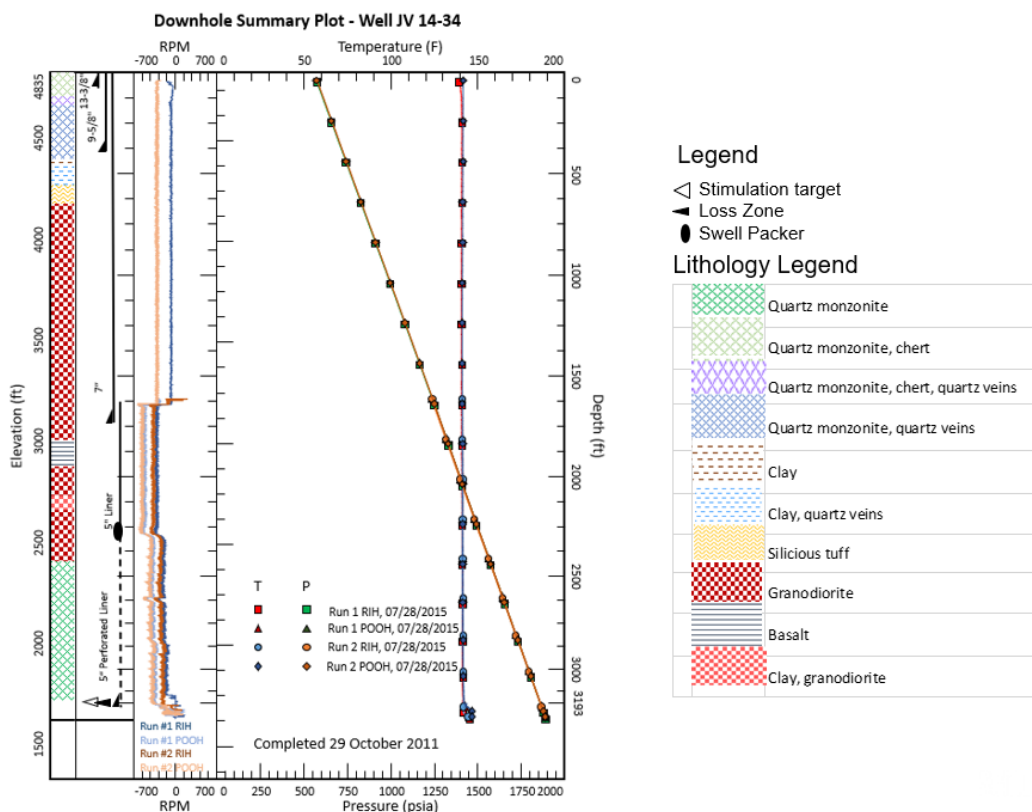 Downhole Summary Plot - Well JV 14-34
RPM
-700 0 700
Temperature (F)
0 50 100 150 200
Elevation (ft)
4835
4500
4000
3500
3000
2500
2000
1500
13-3/8"
9-5/8"
7"
5" Liner
5" Perforated Liner
Depth (ft)
0
500
1000
1500
2000
2500
3000
3193
T P
Run 1 RIH, 07/28/2015
Run 1 POOH, 07/28/2015
Run 2 RIH, 07/28/2015
Run 2 POOH, 07/28/2015
Run #1 RIH
Run #1 POOH
Run #2 RIH
Run #2 POOH
Completed 29 October 2011
-700 0 700
RPM
0 250 500 750 1000 1250 1500 1750 2000
Pressure (psia)
Legend
Stimulation target
Loss Zone
Swell Packer
Lithology Legend
Quartz monzonite
Quartz monzonite, chert
Quartz monzonite, chert, quartz veins
Quartz monzonite, quartz veins
Clay
Clay, quartz veins
Silicious tuff
Granodiorite
Basalt
Clay, granodiorite